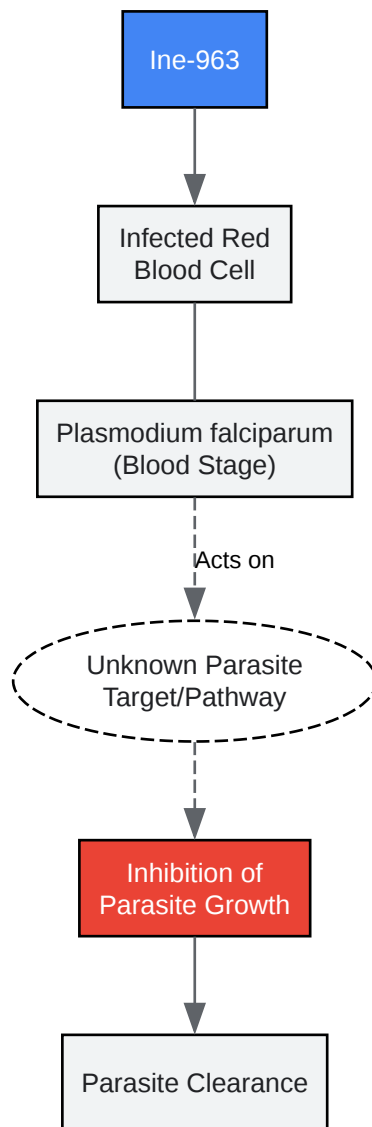 Ine-963
Infected Red
Blood Cell
Plasmodium falciparum
(Blood Stage)
Acts on
Unknown Parasite
Target/Pathway
Inhibition of
Parasite Growth
Parasite Clearance